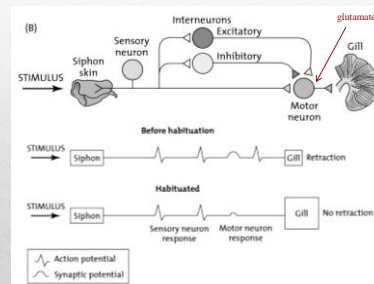 (B)
glutamate
Interneurons
Excitatory
Inhibitory
Sensory
neuron
Siphon
skin
Gill
STIMULUS
Motor
neuron
Before habituation
STIMULUS
Siphon
Gill Retraction
Habituated
STIMULUS
Siphon
Gill No retraction
Sensory neuron
response
Motor neuron
response
Action potential
Synaptic potential